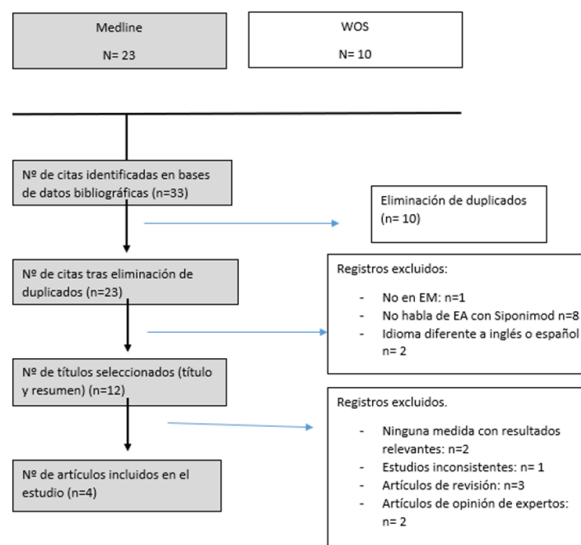 Medline
N= 23
WOS
N= 10
Nº de citas identificadas en bases
de datos bibliográficas (n=33)
Eliminación de duplicados
(n= 10)
Nº de citas tras eliminación de
duplicados (n=23)
Registros excluidos:
- No en EM: n=1
- No habla de EA con Siponimod n=8
- Idioma diferente a inglés o español
n= 2
Nº de títulos seleccionados (título
y resumen) (n=12)
Registros excluidos.
- Ninguna medida con resultados
relevantes: n=2
- Estudios inconsistentes: n= 1
- Artículos de revisión: n=3
- Artículos de opinión de expertos:
n= 2
Nº de artículos incluidos en el
estudio (n=4)